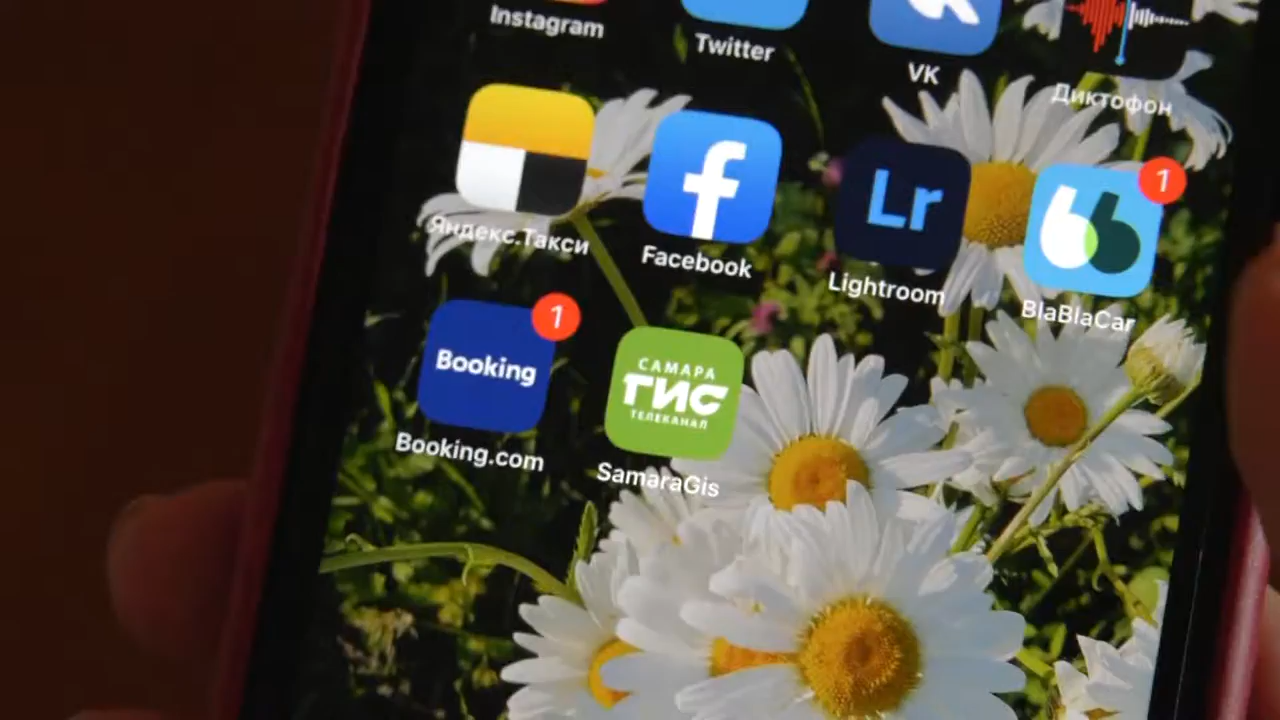 Instagram
Twitter
VK
Диктофон
Яндекс.Такси
Facebook
Lr
Lightroom
1
BlaBlaCar
Booking
1
Booking.com
САМАРА
ГИС
ТЕЛЕКАНАЛ
SamaraGis